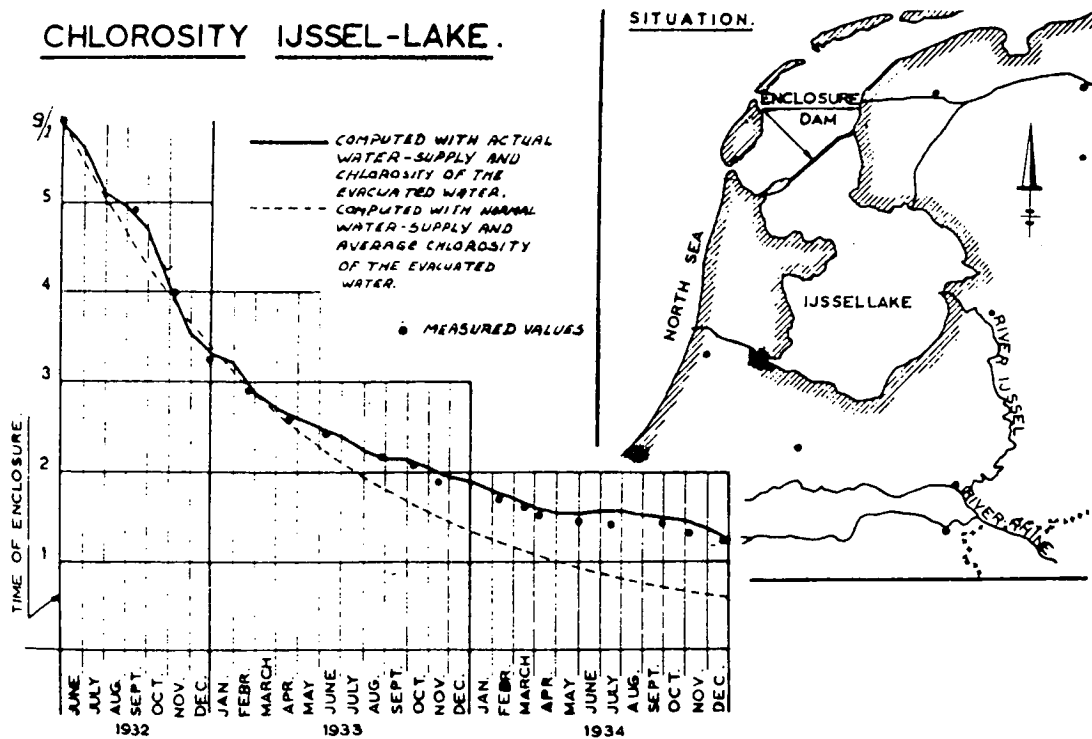 CHLOROSITY IJSSEL-LAKE.
SITUATION.
g/l
5
4
3
2
1
COMPUTED WITH ACTUAL
WATER-SUPPLY AND
CHLOROSITY OF THE
EVACUATED WATER.
COMPUTED WITH NORMAL
WATER-SUPPLY AND
AVERAGE CHLOROSITY
OF THE EVACUATED
WATER.
MEASURED VALUES
TIME OF ENCLOSURE
JUNE
JULY
AUG.
SEPT.
OCT.
NOV.
DEC.
JAN.
FEBR.
MARCH
APR.
MAY
JUNE
JULY
AUG.
SEPT.
OCT.
NOV.
DEC.
JAN.
FEBR
MARCH
APR.
MAY
JUNE
JULY
AUG.
SEPT.
OCT.
NOV.
DEC.
1932
1933
1934
ENCLOSURE
DAM
NORTH SEA
IJSSELLAKE
RIVER IJSSEL
RIVER-RHINE